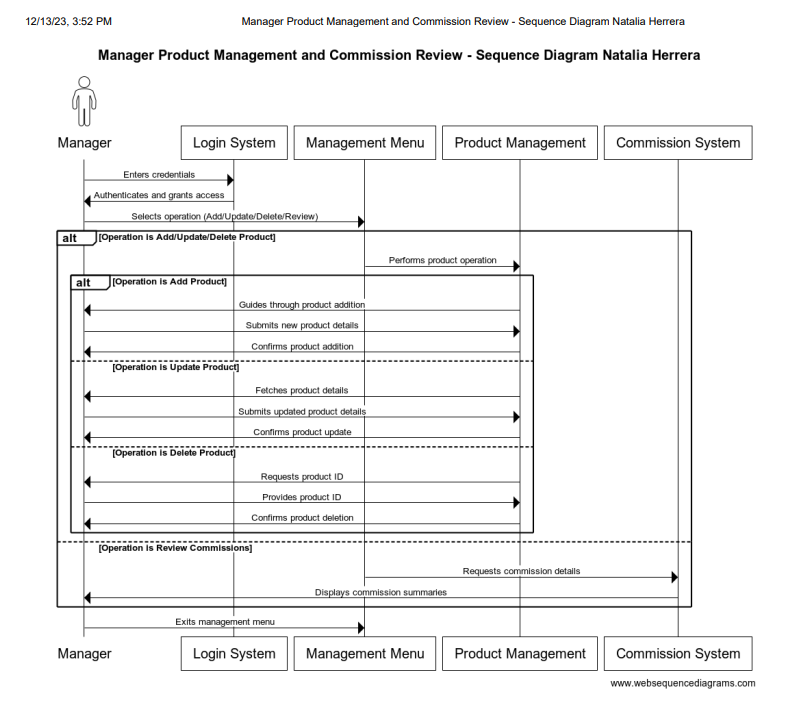 12/13/23, 3:52 PM Manager Product Management and Commission Review - Sequence Diagram Natalia Herrera
Manager Product Management and Commission Review - Sequence Diagram Natalia Herrera
Manager Login System Management Menu Product Management Commission System
Enters credentials
Authenticates and grants access
Selects operation (Add/Update/Delete/Review)
alt [Operation is Add/Update/Delete Product]
Performs product operation
alt [Operation is Add Product]
Guides through product addition
Submits new product details
Confirms product addition
[Operation is Update Product]
Fetches product details
Submits updated product details
Confirms product update
[Operation is Delete Product]
Requests product ID
Provides product ID
Confirms product deletion
[Operation is Review Commissions]
Requests commission details
Displays commission summaries
Exits management menu
Manager Login System Management Menu Product Management Commission System
www.websequencediagrams.com